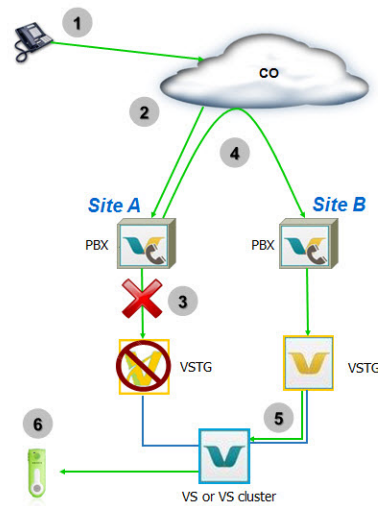 1
CO
2
4
Site A
Site B
PBX
PBX
3
VSTG
VSTG
5
6
VS or VS cluster